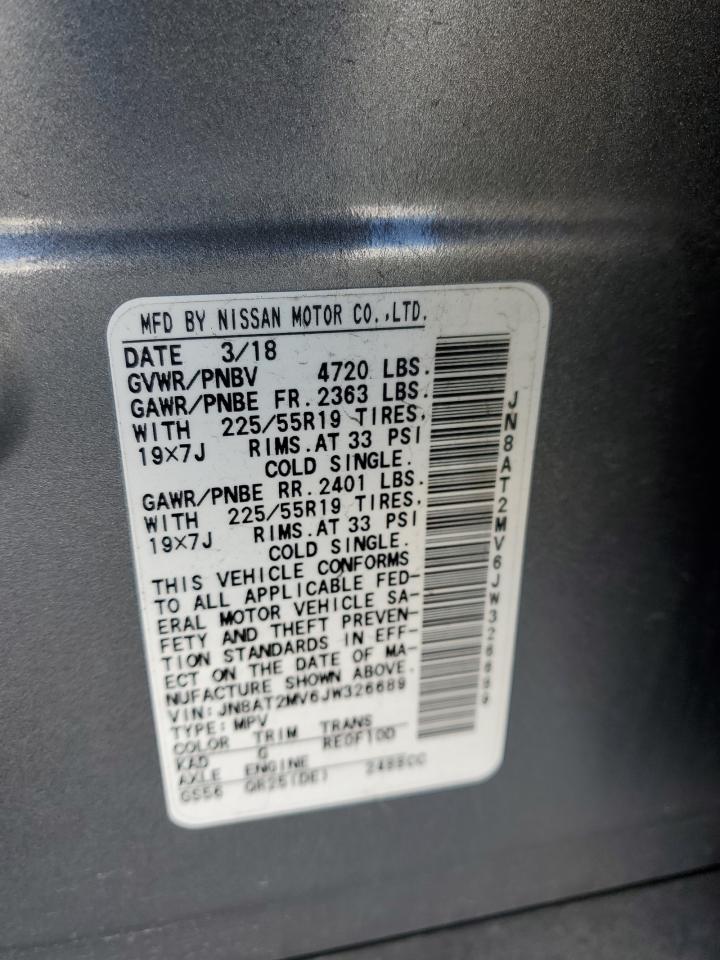 MFD BY NISSAN MOTOR CO.,LTD.
DATE 3/18
GVWR/PNBV 4720 LBS.
GAWR/PNBE FR. 2363 LBS.
WITH 225/55R19 TIRES,
19×7J RIMS. AT 33 PSI
COLD SINGLE.
GAWR/PNBE RR. 2401 LBS.
WITH 225/55R19 TIRES,
19×7J RIMS. AT 33 PSI
COLD SINGLE.
THIS VEHICLE CONFORMS
TO ALL APPLICABLE FED-
ERAL MOTOR VEHICLE SA-
FETY AND THEFT PREVEN-
TION STANDARDS IN EFF-
ECT ON THE DATE OF MA-
NUFACTURE SHOWN ABOVE.
VIN: JN8AT2MV6JW326689
TYPE: MPV
COLOR TRIM TRANS
KAD G RE0F10D
AXLE ENGINE
GS56 QR25(DE) 2488CC
JN8AT2MV6JW326689